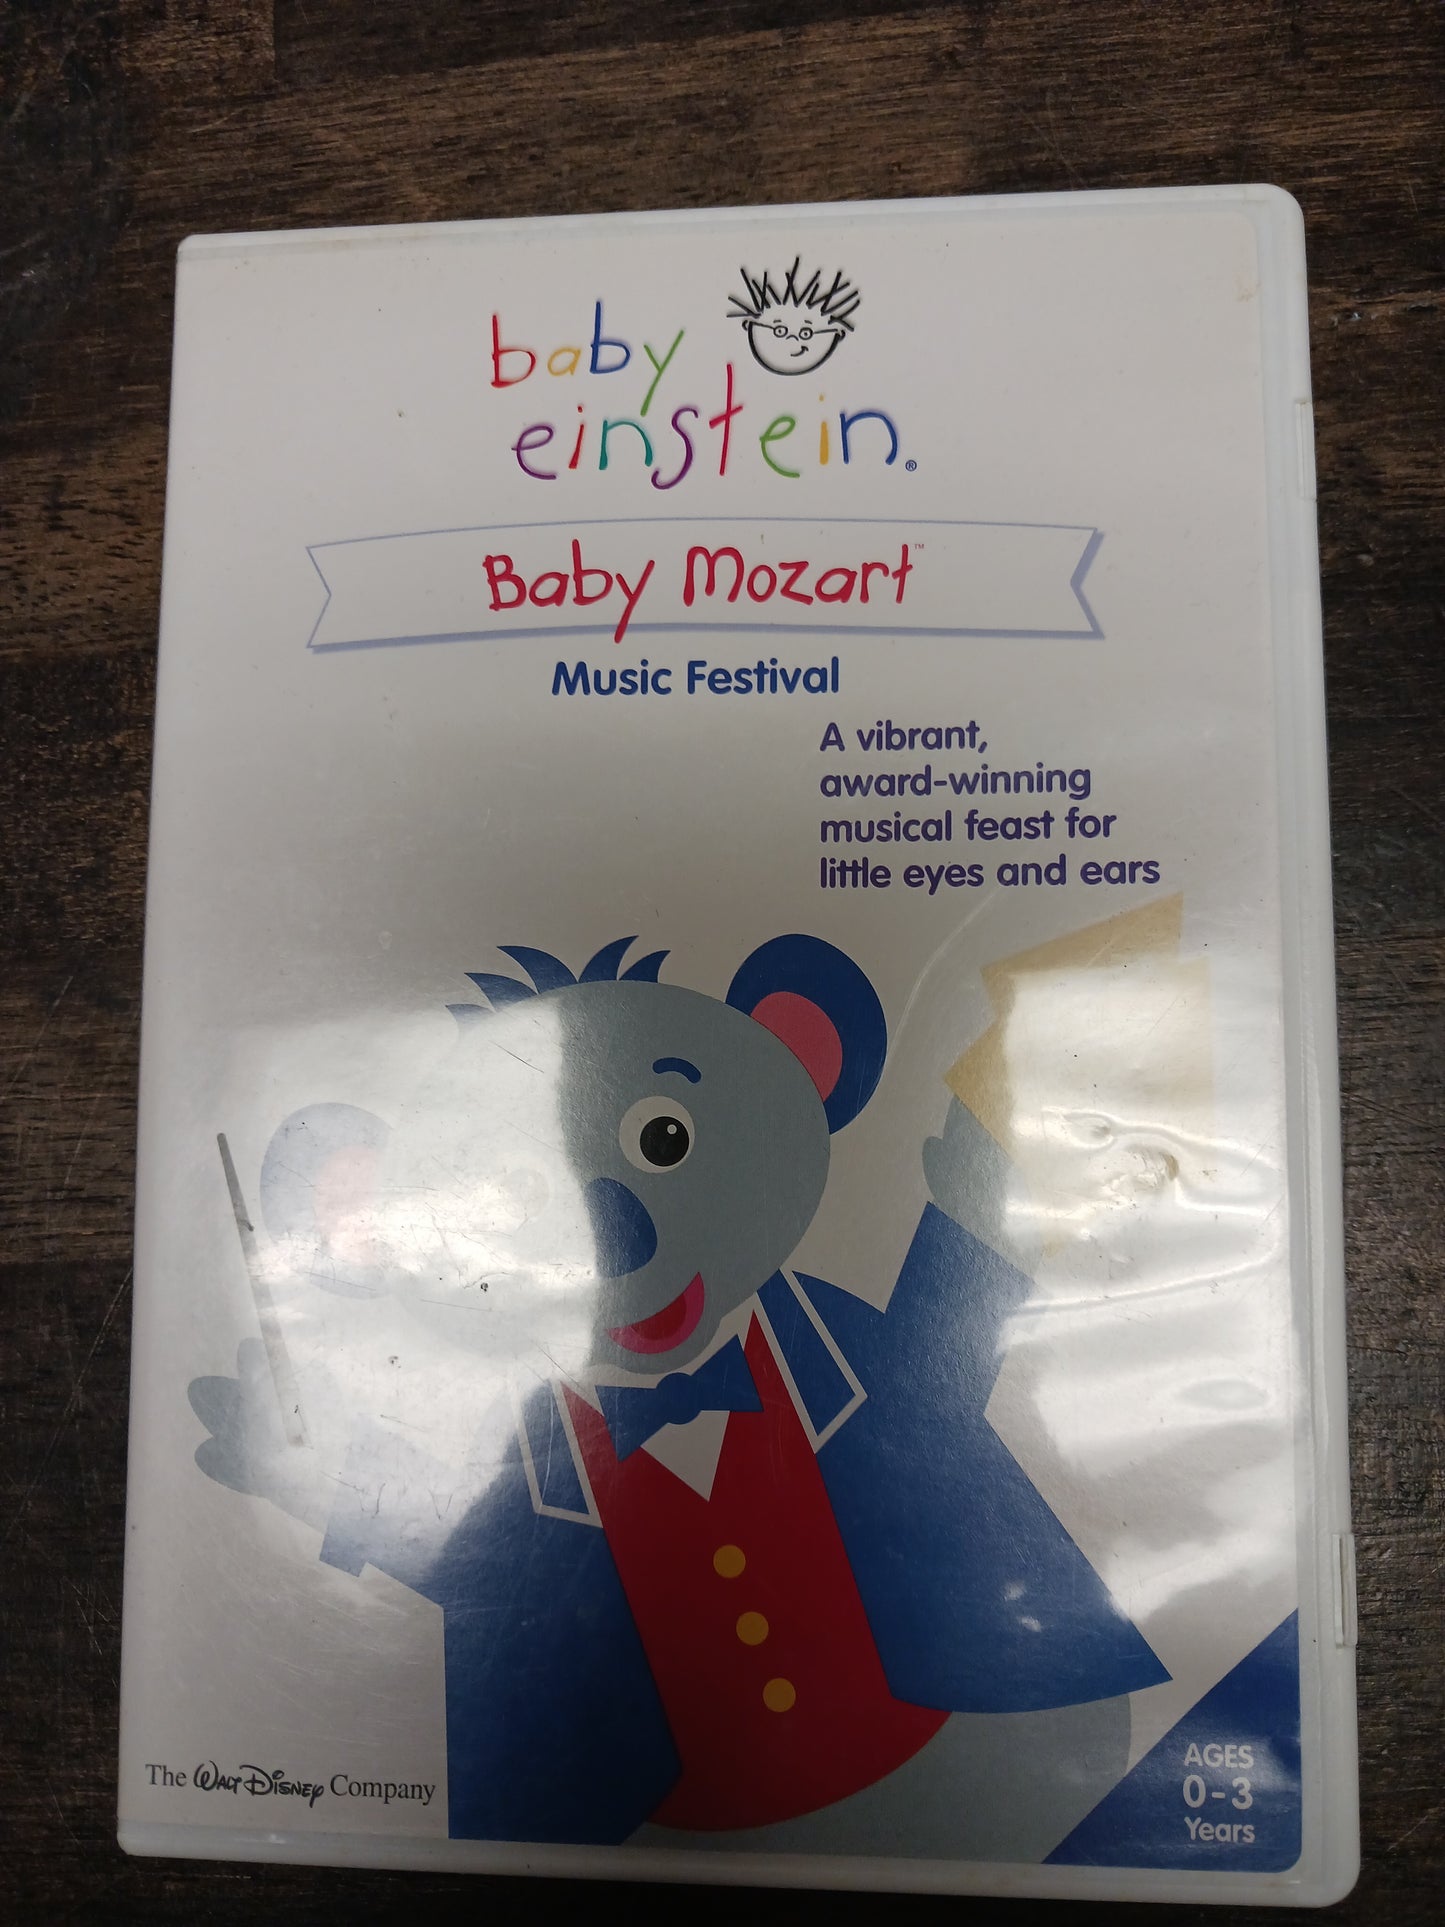 baby
einstein®
Baby Mozart™
Music Festival
A vibrant,
award-winning
musical feast for
little eyes and ears
The Walt Disney Company
AGES
0-3
Years